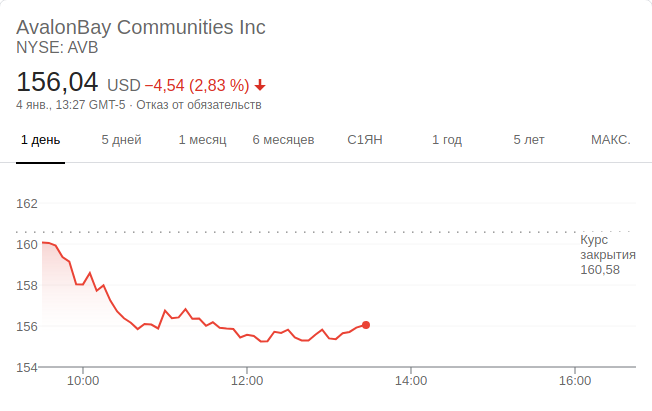 AvalonBay Communities Inc
NYSE: AVB
156,04 USD −4,54 (2,83 %)
4 янв., 13:27 GMT-5 · Отказ от обязательств
1 день 5 дней 1 месяц 6 месяцев С1ЯН 1 год 5 лет МАКС.
162
160
158
156
154
Курс
закрытия
160,58
10:00 12:00 14:00 16:00